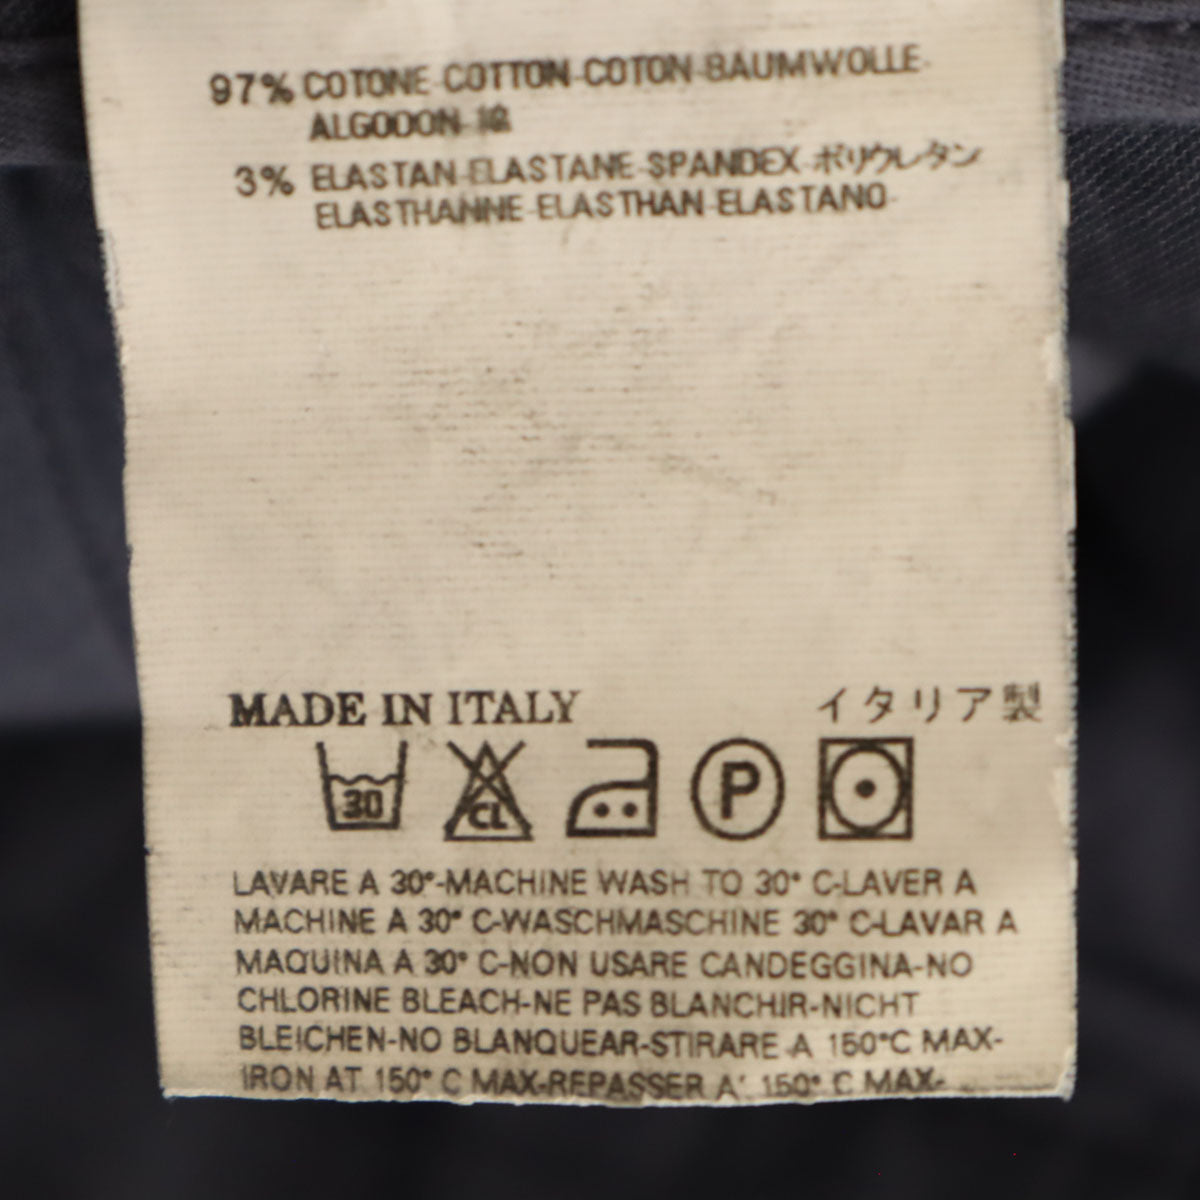 97% COTONE-COTTON-COTON-BAUMWOLLE-
ALGODON-綿
3% ELASTAN-ELASTANE-SPANDEX-ポリウレタン
ELASTHANNE-ELASTHAN-ELASTANO-
MADE IN ITALY イタリア製
30 CL P
LAVARE A 30°-MACHINE WASH TO 30° C-LAVER A
MACHINE A 30° C-WASCHMASCHINE 30° C-LAVAR A
MAQUINA A 30° C-NON USARE CANDEGGINA-NO
CHLORINE BLEACH-NE PAS BLANCHIR-NICHT
BLEICHEN-NO BLANQUEAR-STIRARE A 150°C MAX-
IRON AT 150° C MAX-REPASSER A' 150° C MAX-